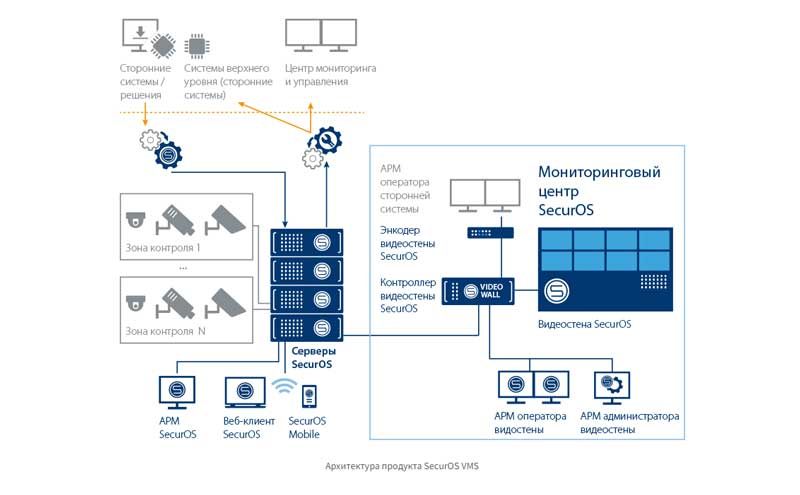 Сторонние
системы /
решения
Системы верхнего
уровня (сторонние
системы)
Центр мониторинга
и управления
АРМ
оператора
сторонней
системы
Мониторинговый
центр
SecurOS
Энкодер
видеостены
SecurOS
Зона контроля 1
...
Контроллер
видеостены
SecurOS
VIDEO
WALL
Видеостена SecurOS
Зона контроля N
Серверы
SecurOS
АРМ
SecurOS
Веб-клиент
SecurOS
SecurOS
Mobile
АРМ оператора
видостены
АРМ администратора
видеостены
Архитектура продукта SecurOS VMS